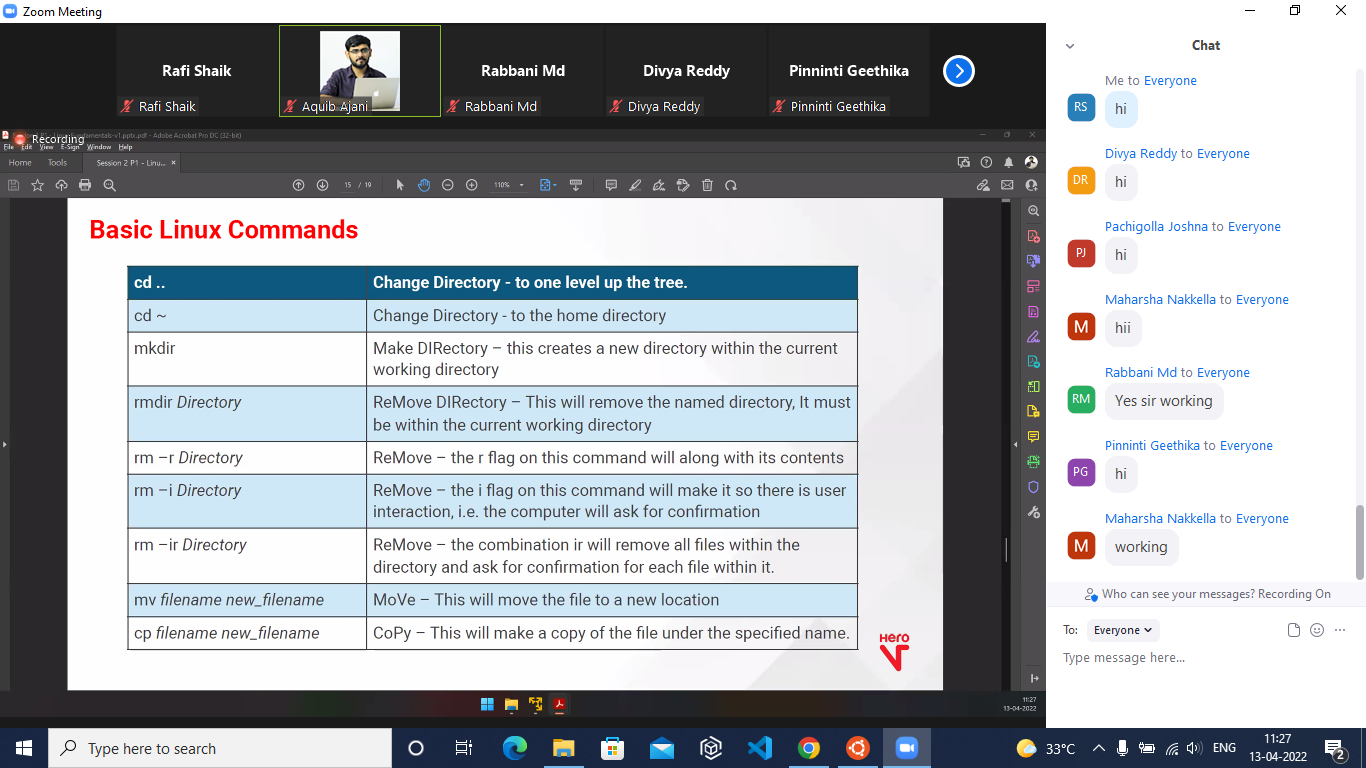 Zoom Meeting
Rafi Shaik
Rabbani Md
Divya Reddy
Pinninti Geethika
Rafi Shaik
Aquib Ajani
Rabbani Md
Divya Reddy
Pinninti Geethika
Recording
damentals-v1.pptx.pdf - Adobe Acrobat Pro DC (32-bit)
File Edit View E-Sign Window Help
Home Tools Session 2 P1 - Linu... ×
15 / 19 110%
Basic Linux Commands
cd .. Change Directory - to one level up the tree.
cd ~ Change Directory - to the home directory
mkdir Make DIRectory – this creates a new directory within the current
working directory
rmdir Directory ReMove DIRectory – This will remove the named directory, It must
be within the current working directory
rm –r Directory ReMove – the r flag on this command will along with its contents
rm –i Directory ReMove – the i flag on this command will make it so there is user
interaction, i.e. the computer will ask for confirmation
rm –ir Directory ReMove – the combination ir will remove all files within the
directory and ask for confirmation for each file within it.
mv filename new_filename MoVe – This will move the file to a new location
cp filename new_filename CoPy – This will make a copy of the file under the specified name.
Hero
11:27
13-04-2022
Chat
Me to Everyone
RS
hi
Divya Reddy to Everyone
DR
hi
Pachigolla Joshna to Everyone
PJ
hi
Maharsha Nakkella to Everyone
M
hii
Rabbani Md to Everyone
RM
Yes sir working
Pinninti Geethika to Everyone
PG
hi
Maharsha Nakkella to Everyone
M
working
Who can see your messages? Recording On
To: Everyone
Type message here...
Type here to search
33°C
ENG
11:27
13-04-2022
2